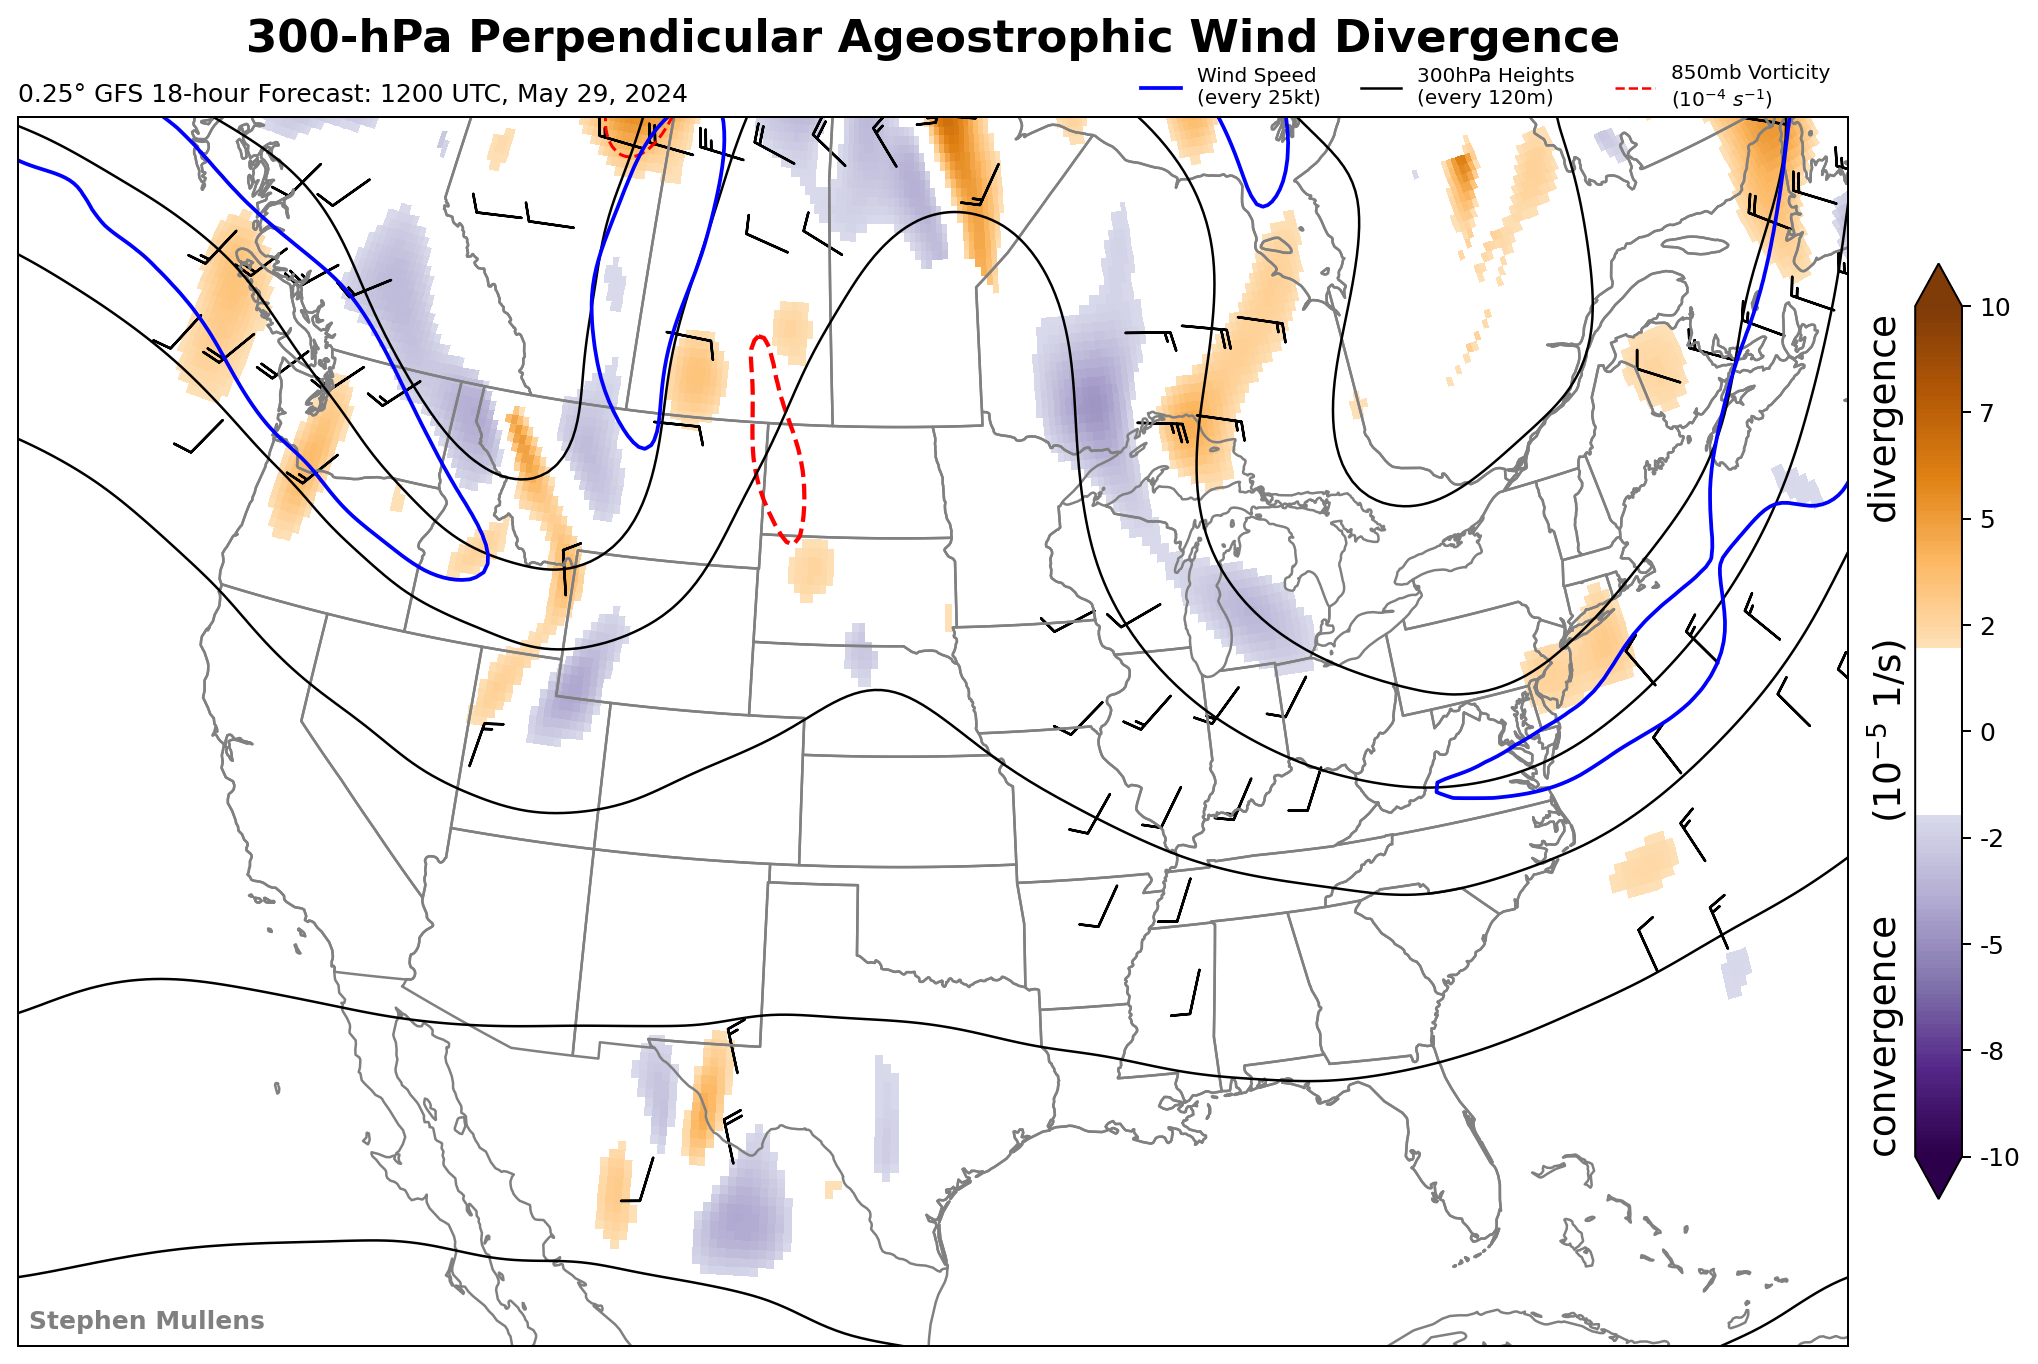 300-hPa Perpendicular Ageostrophic Wind Divergence
0.25° GFS 18-hour Forecast: 1200 UTC, May 29, 2024
Wind Speed
(every 25kt)
300hPa Heights
(every 120m)
850mb Vorticity
(10⁻⁴ s⁻¹)
10
7
5
2
0
-2
-5
-8
-10
convergence (10⁻⁵ 1/s) divergence
Stephen Mullens